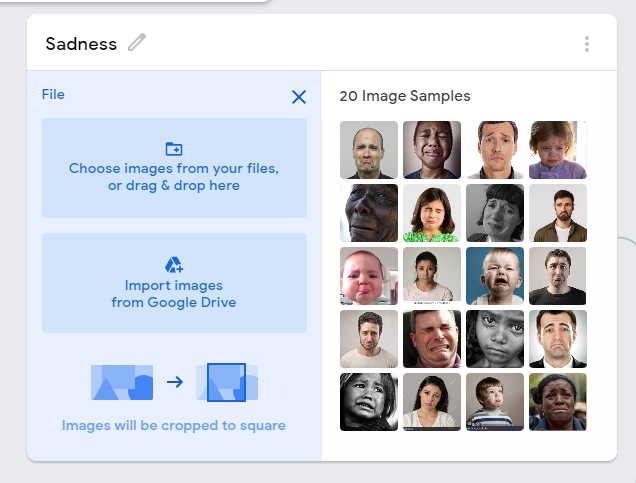 Sadness
File
20 Image Samples
Choose images from your files,
or drag & drop here
Import images
from Google Drive
Images will be cropped to square